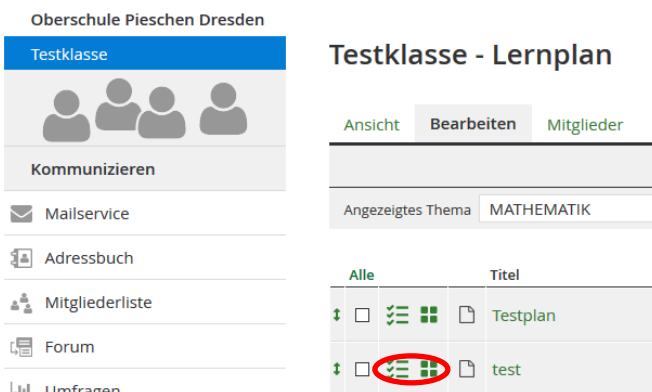 Oberschule Pieschen Dresden
Testklasse
Kommunizieren
Mailservice
Adressbuch
Mitgliederliste
Forum
Umfragen
Testklasse - Lernplan
Ansicht Bearbeiten Mitglieder
Angezeigtes Thema MATHEMATIK
Alle Titel
Testplan
test